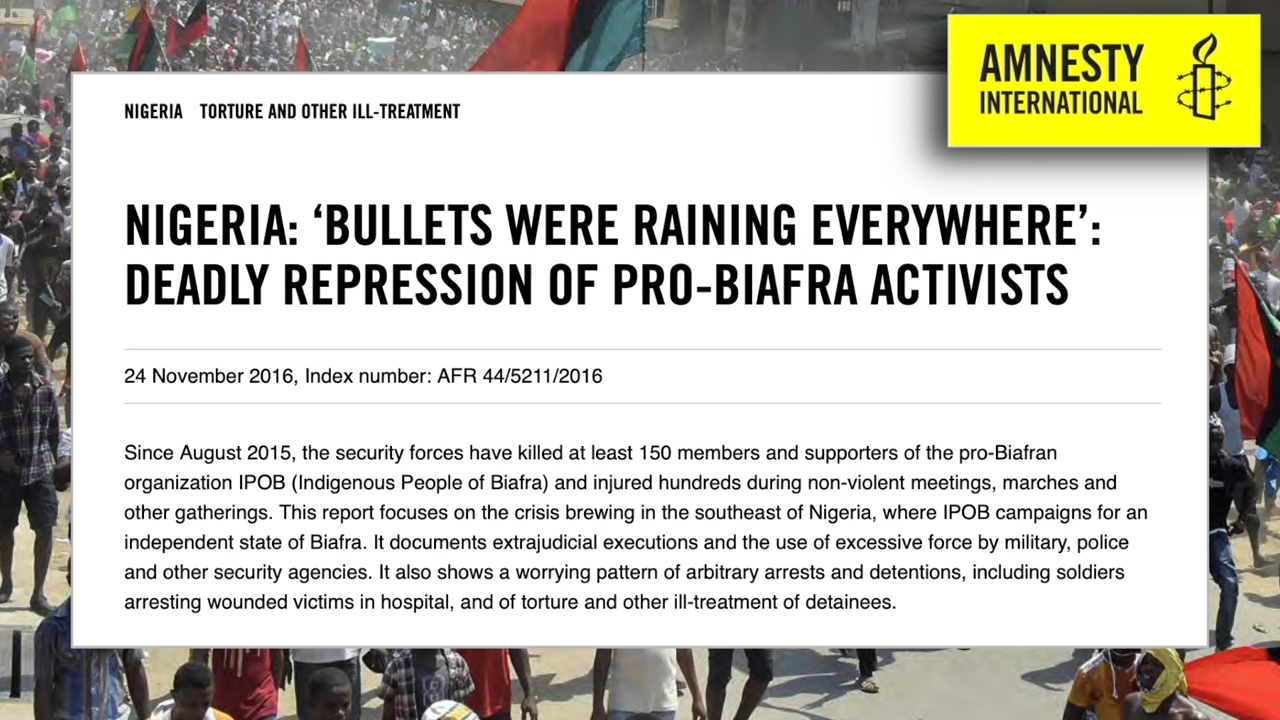 AMNESTY
INTERNATIONAL
NIGERIA TORTURE AND OTHER ILL-TREATMENT
NIGERIA: ‘BULLETS WERE RAINING EVERYWHERE’:
DEADLY REPRESSION OF PRO-BIAFRA ACTIVISTS
24 November 2016, Index number: AFR 44/5211/2016
Since August 2015, the security forces have killed at least 150 members and supporters of the pro-Biafran
organization IPOB (Indigenous People of Biafra) and injured hundreds during non-violent meetings, marches and
other gatherings. This report focuses on the crisis brewing in the southeast of Nigeria, where IPOB campaigns for an
independent state of Biafra. It documents extrajudicial executions and the use of excessive force by military, police
and other security agencies. It also shows a worrying pattern of arbitrary arrests and detentions, including soldiers
arresting wounded victims in hospital, and of torture and other ill-treatment of detainees.